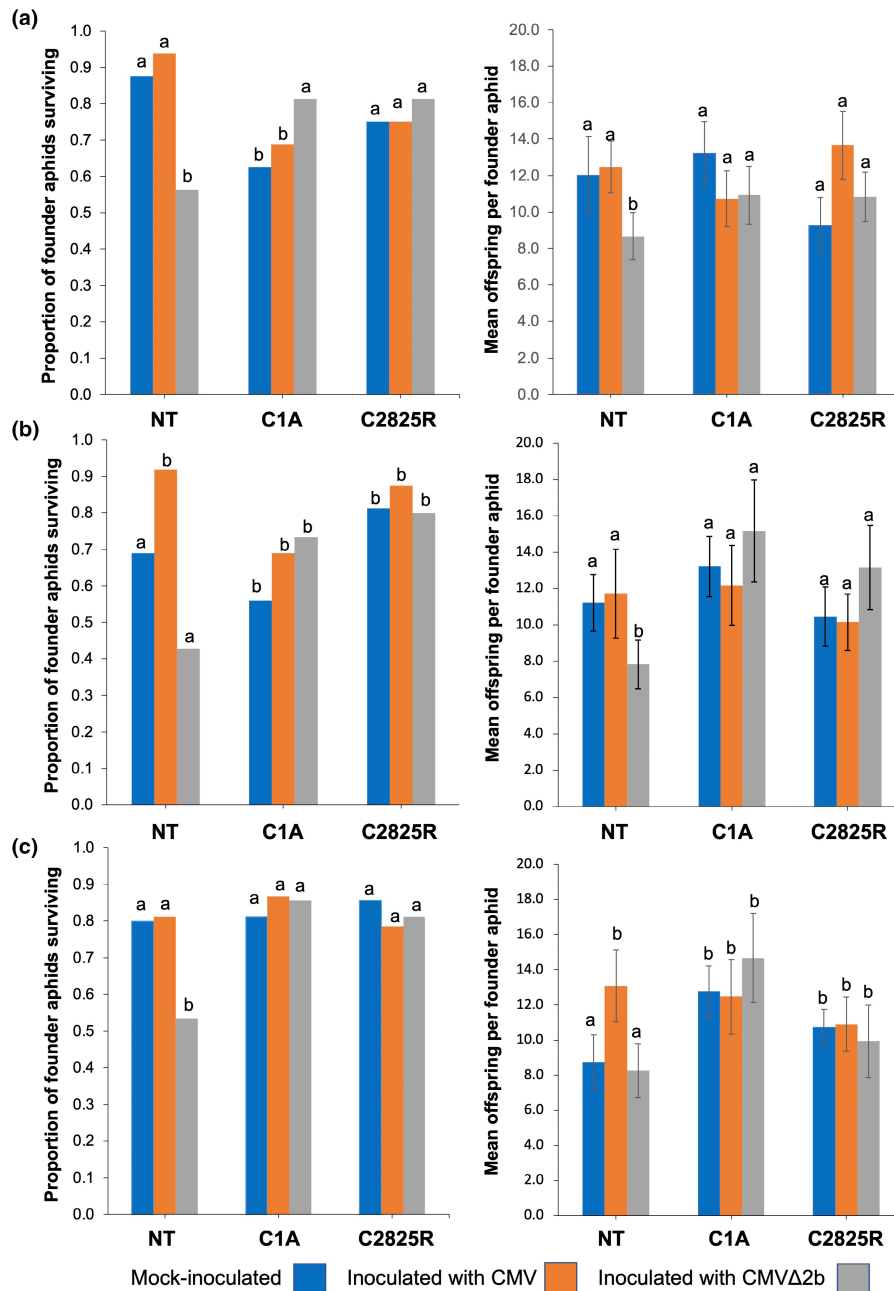 (a)
Proportion of founder aphids surviving
1.0
0.9
0.8
0.7
0.6
0.5
0.4
0.3
0.2
0.1
0.0
a a b
b b a
a a a
NT C1A C2825R
Mean offspring per founder aphid
20.0
18.0
16.0
14.0
12.0
10.0
8.0
6.0
4.0
2.0
0.0
a a b
a a a
a a a
NT C1A C2825R
(b)
Proportion of founder aphids surviving
1.0
0.9
0.8
0.7
0.6
0.5
0.4
0.3
0.2
0.1
0.0
a b a
b b b
b b b
NT C1A C2825R
Mean offspring per founder aphid
20.0
18.0
16.0
14.0
12.0
10.0
8.0
6.0
4.0
2.0
0.0
a a b
a a a
a a a
NT C1A C2825R
(c)
Proportion of founder aphids surviving
1.0
0.9
0.8
0.7
0.6
0.5
0.4
0.3
0.2
0.1
0.0
a a b
a a a
a a a
NT C1A C2825R
Mean offspring per founder aphid
20.0
18.0
16.0
14.0
12.0
10.0
8.0
6.0
4.0
2.0
0.0
a b a
b b b
b b b
NT C1A C2825R
Mock-inoculated Inoculated with CMV Inoculated with CMVΔ2b